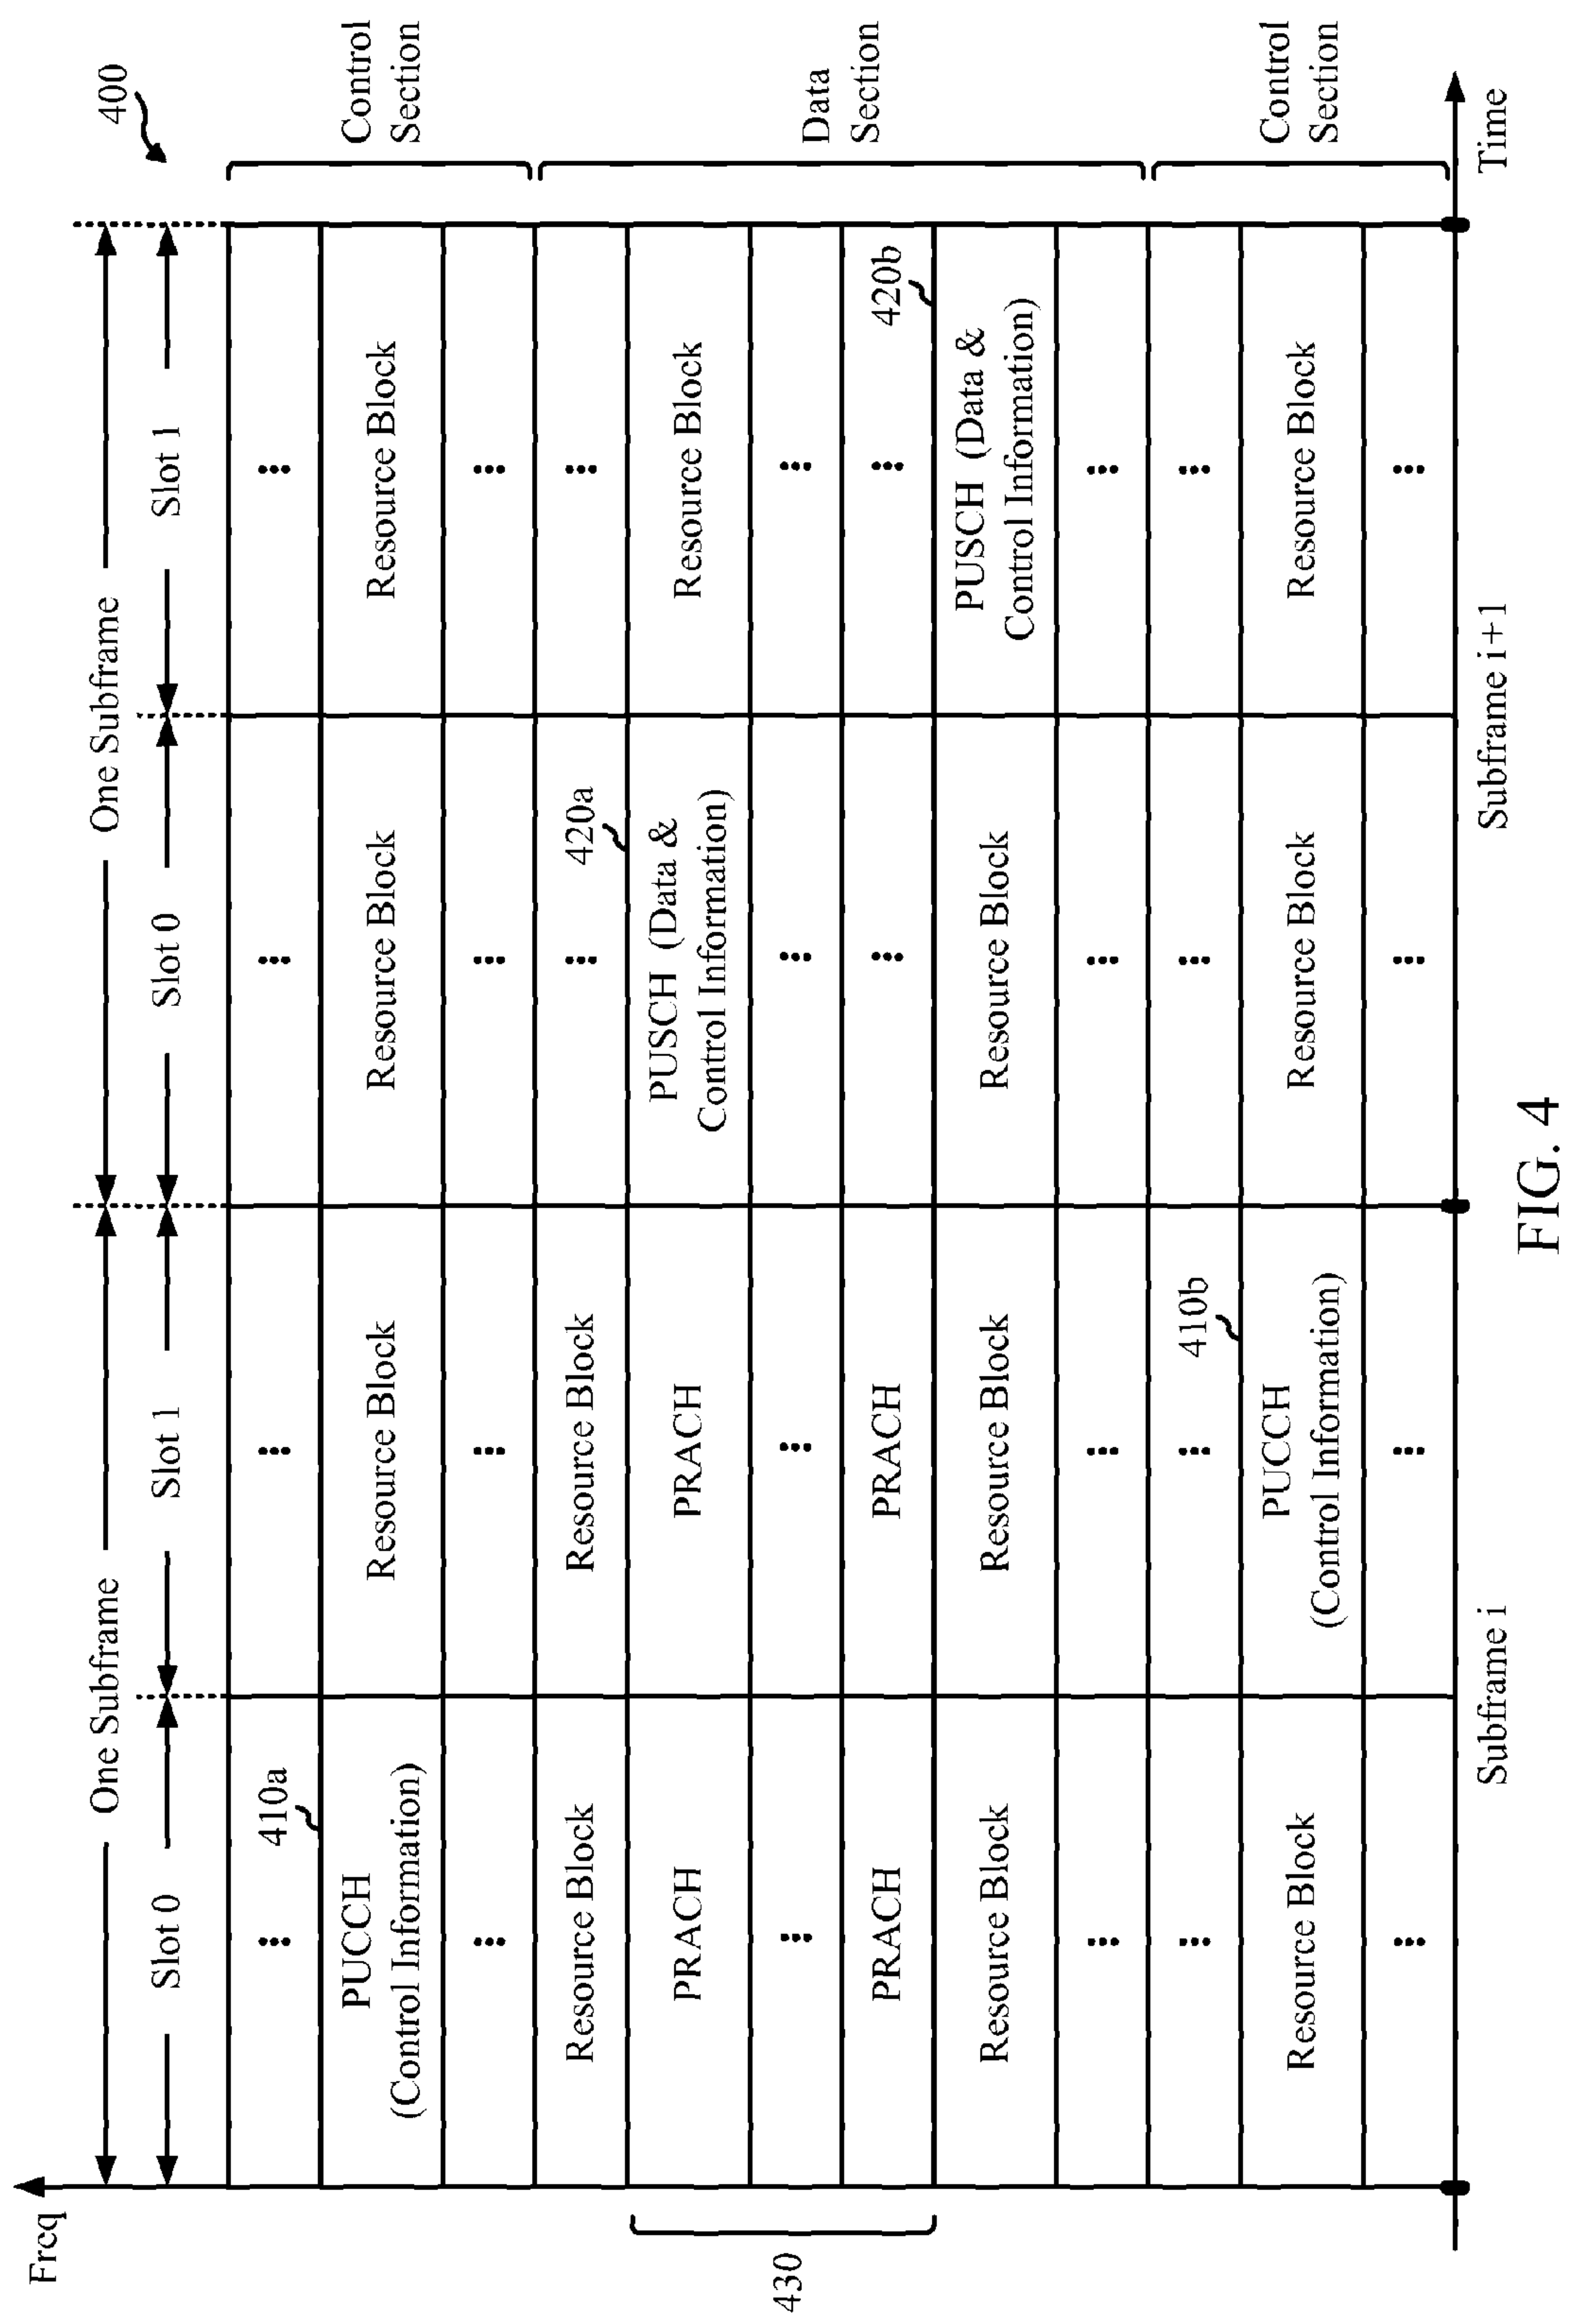 400
One Subframe
One Subframe
Slot 0
Slot 1
Slot 0
Slot 1
Freq
Control
Section
Data
Section
Control
Section
430
⋮
⋮
⋮
⋮
410a
PUCCH
(Control Information)
Resource Block
Resource Block
Resource Block
⋮
⋮
⋮
⋮
Resource Block
Resource Block
⋮
⋮
420a
PRACH
PRACH
PUSCH (Data &
Control Information)
Resource Block
⋮
⋮
⋮
⋮
PRACH
PRACH
⋮
⋮
420b
Resource Block
Resource Block
Resource Block
PUSCH (Data &
Control Information)
⋮
⋮
⋮
⋮
⋮
⋮
⋮
⋮
410b
Resource Block
PUCCH
(Control Information)
Resource Block
Resource Block
⋮
⋮
⋮
⋮
Subframe i
Subframe i+1
Time
FIG. 4